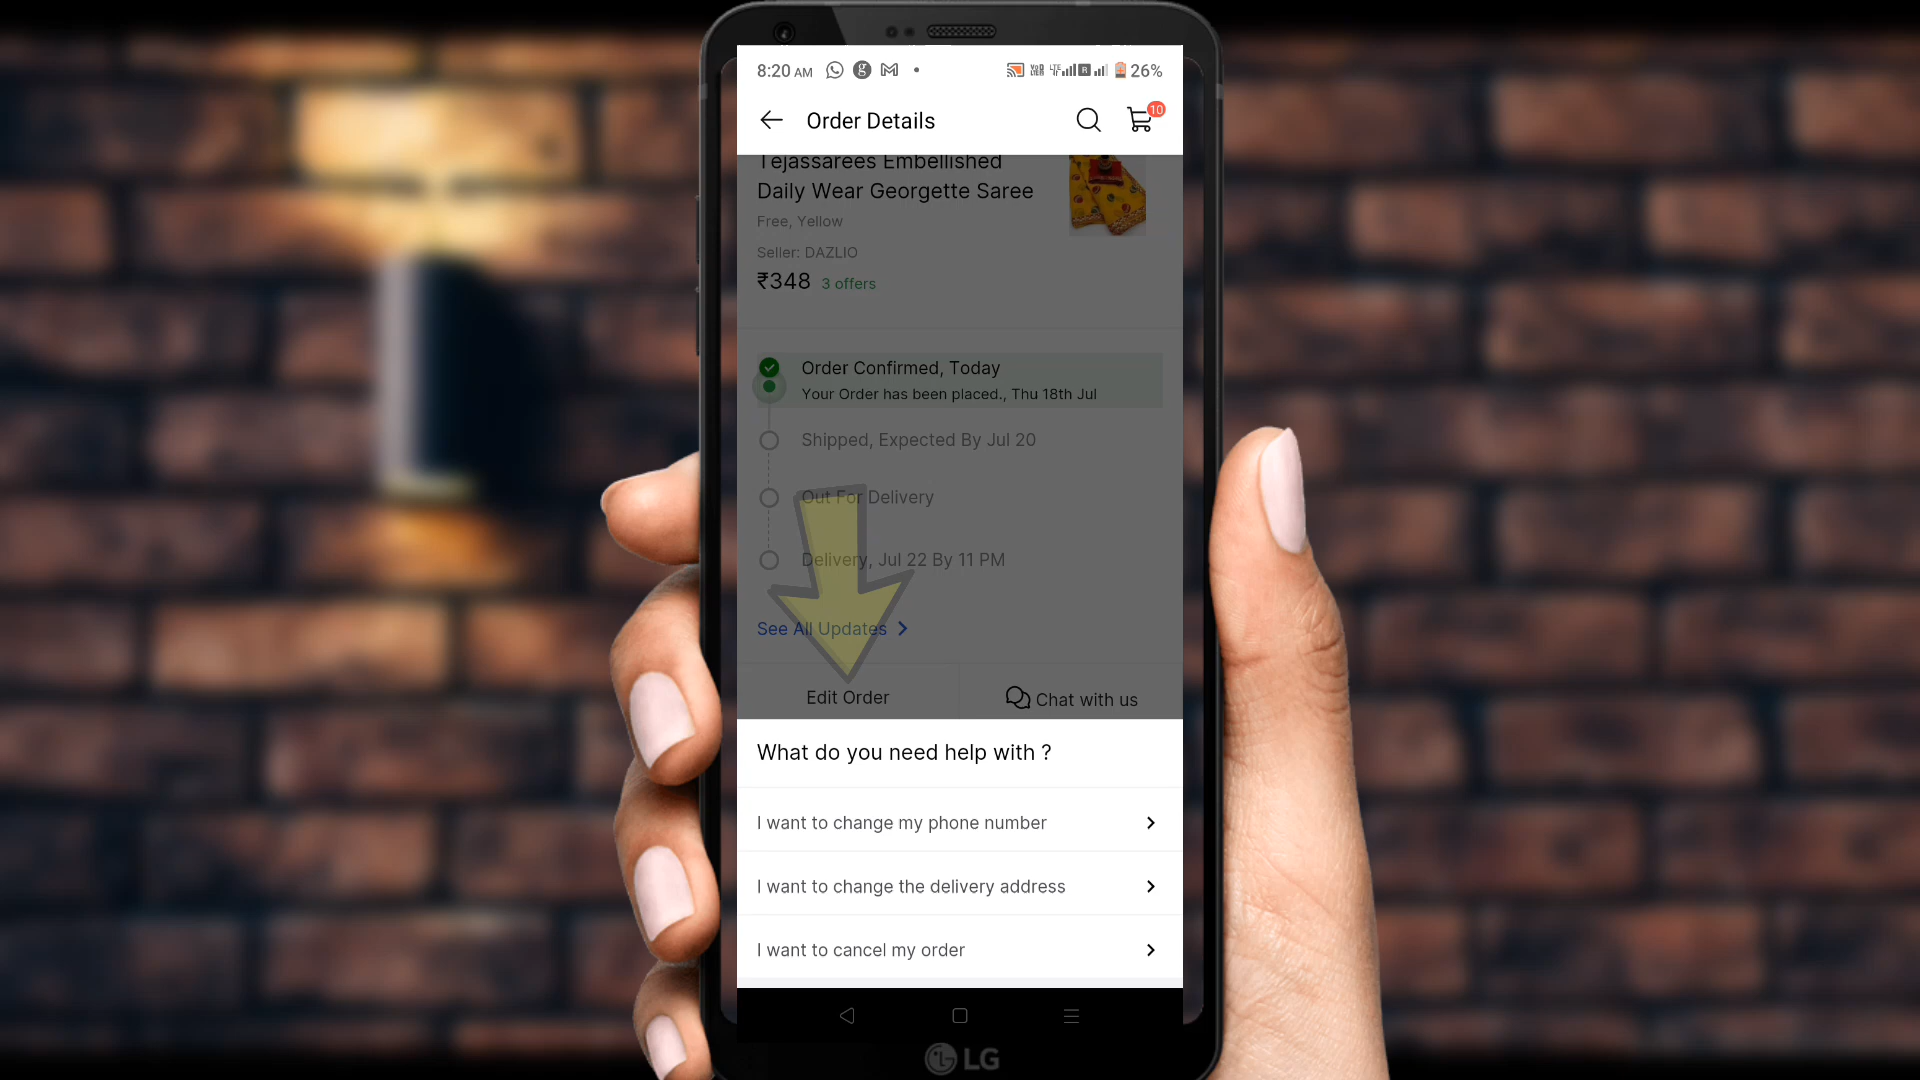 8:20 AM 26%
Order Details
10
Tejassarees Embellished
Daily Wear Georgette Saree
Free, Yellow
Seller: DAZLIO
₹348 3 offers
Order Confirmed, Today
Your Order has been placed., Thu 18th Jul
Shipped, Expected By Jul 20
Out For Delivery
Delivery, Jul 22 By 11 PM
See All Updates
Edit Order
Chat with us
What do you need help with ?
I want to change my phone number
I want to change the delivery address
I want to cancel my order
LG